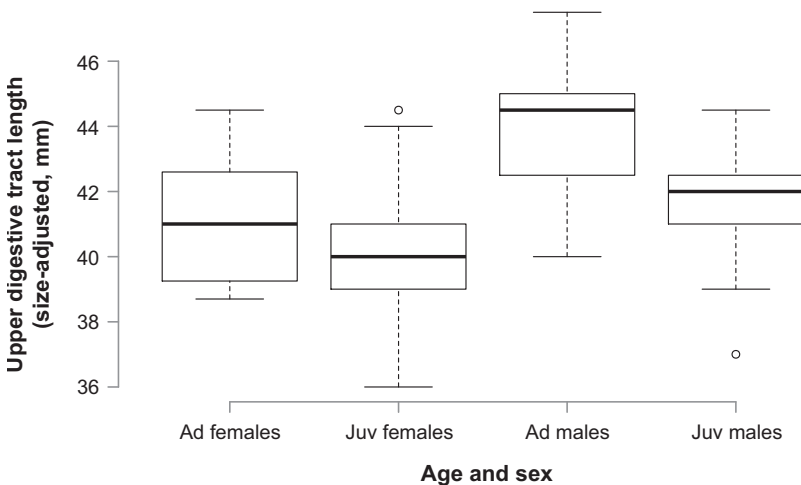 Upper digestive tract length
(size-adjusted, mm)
46
44
42
40
38
36
Ad females
Juv females
Ad males
Juv males
Age and sex